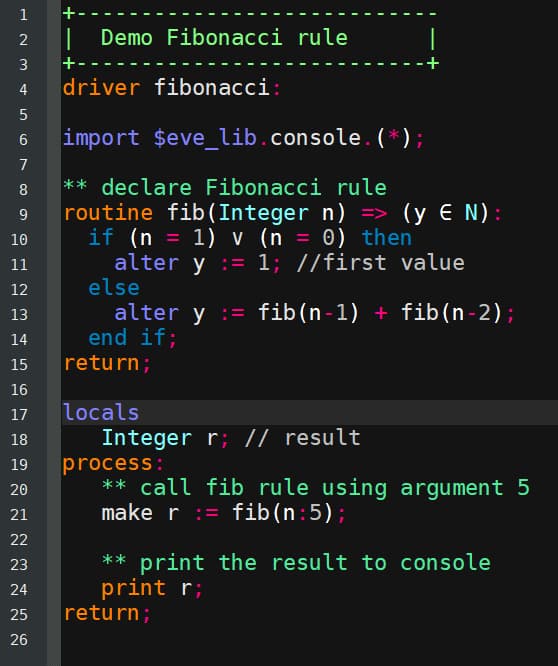 1 +----------------------------
2 |  Demo Fibonacci rule      |
3 +---------------------------+
4 driver fibonacci:
5
6 import $eve_lib.console.(*);
7
8 ** declare Fibonacci rule
9 routine fib(Integer n) => (y ∈ N):
10   if (n = 1) ∨ (n = 0) then
11     alter y := 1; //first value
12   else
13     alter y := fib(n-1) + fib(n-2);
14   end if;
15 return;
16
17 locals
18    Integer r; // result
19 process:
20    ** call fib rule using argument 5
21    make r := fib(n:5);
22
23    ** print the result to console
24    print r;
25 return;
26